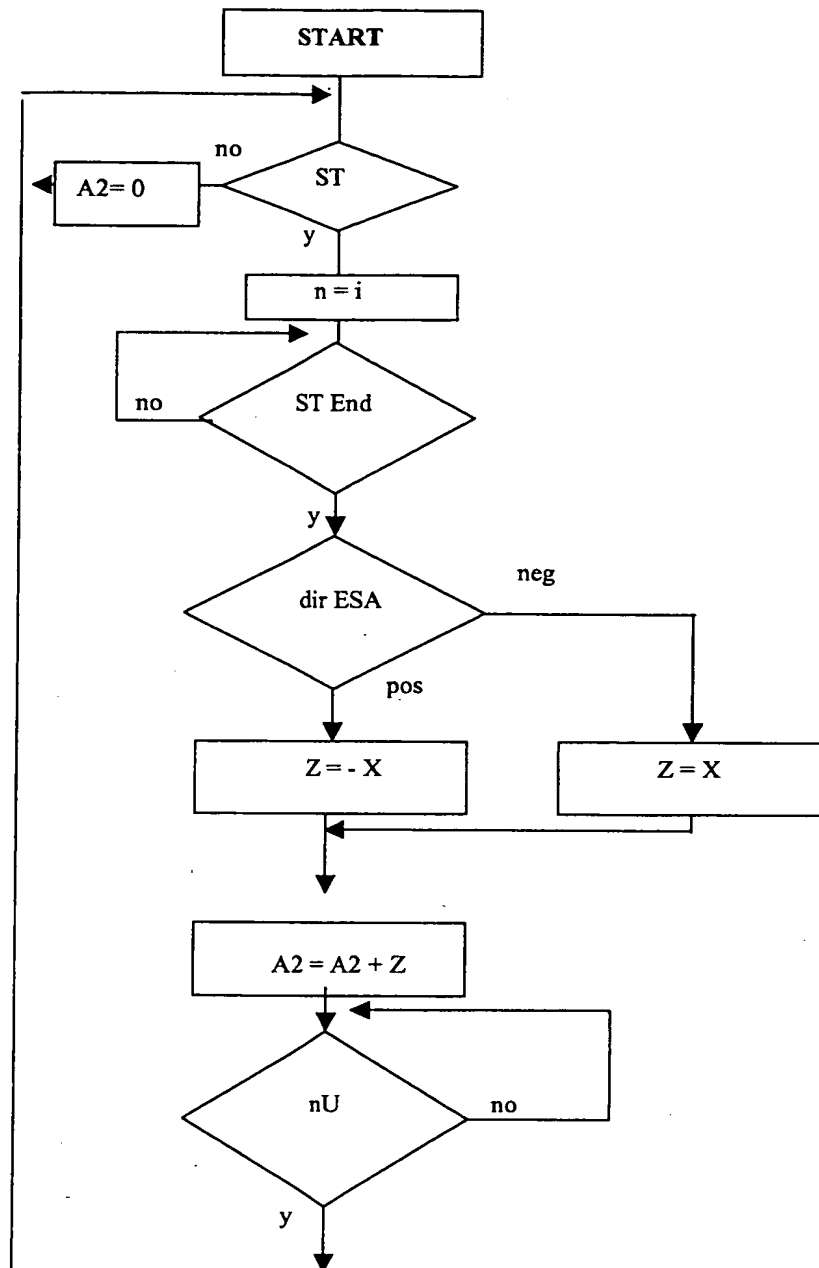 START
no
ST
A2= 0
y
n = i
ST End
no
y
neg
dir ESA
pos
Z = - X
Z = X
A2 = A2 + Z
nU
no
y